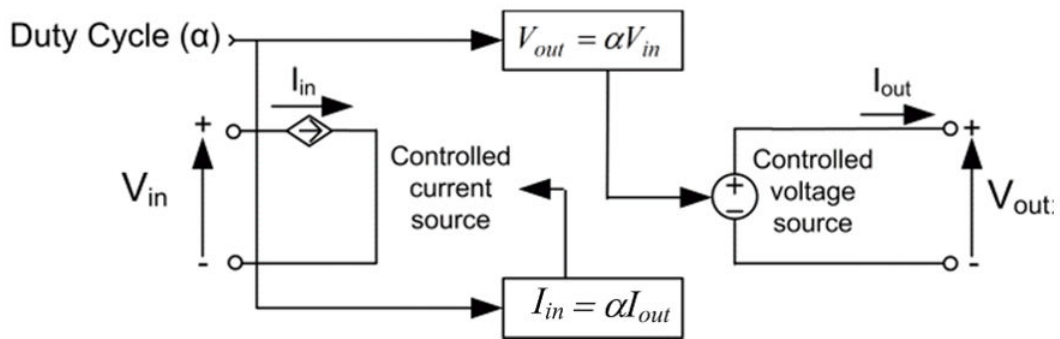 Duty Cycle (α)
V_out = αV_in
I_in
I_out
+
V_in
-
Controlled
current
source
+
-
Controlled
voltage
source
+
V_out:
-
I_in = αI_out